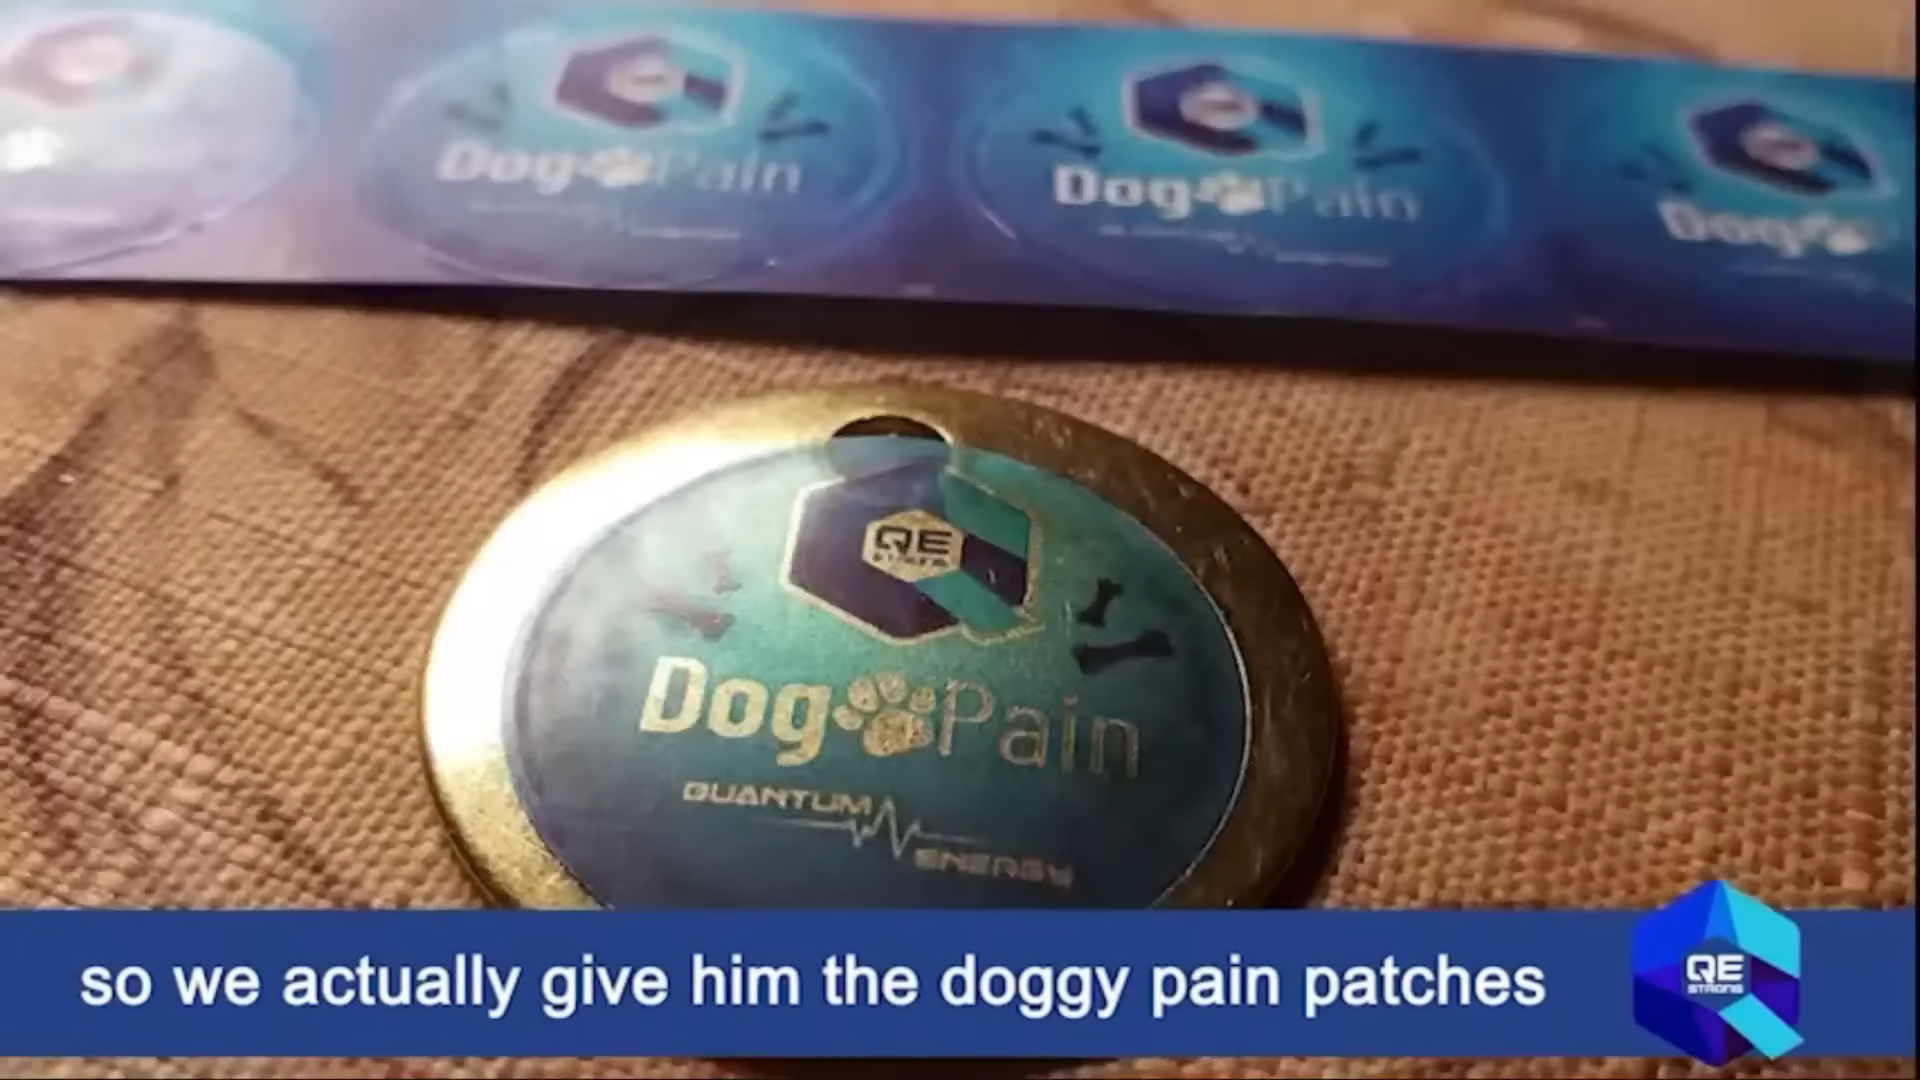 Dog Pain
Dog Pain
Dog
QE
Dog Pain
QUANTUM
ENERGY
so we actually give him the doggy pain patches
QE
STRONG